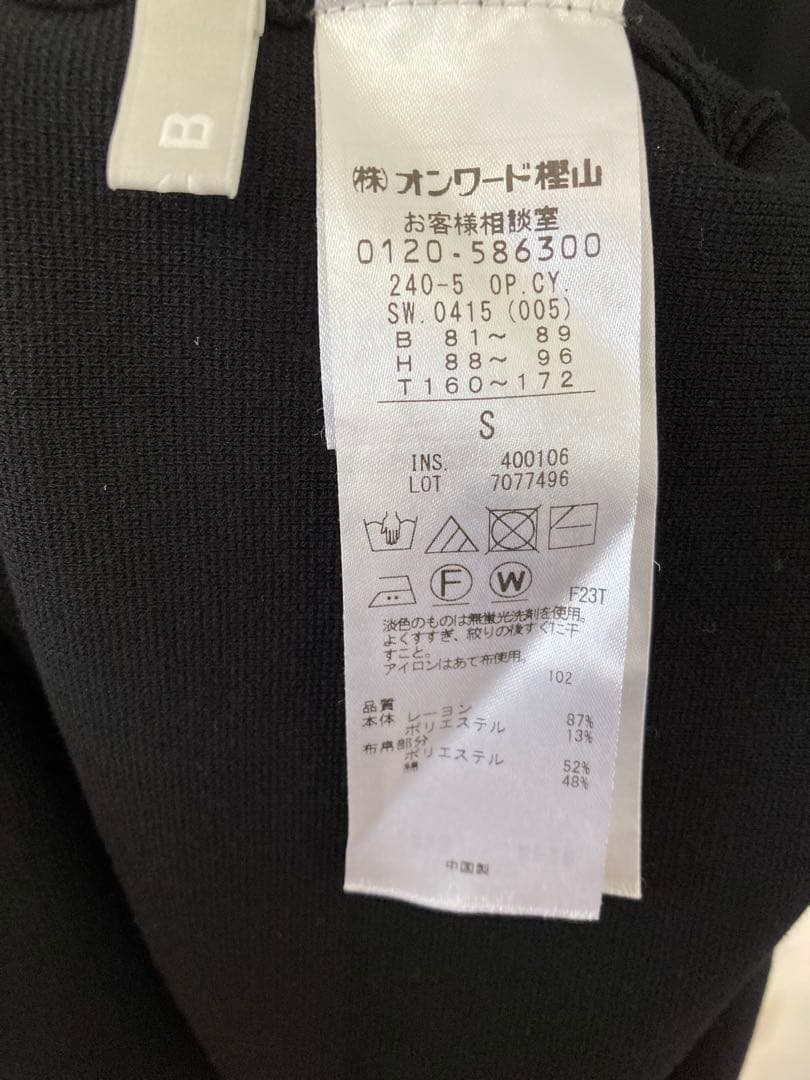 B
(株)オンワード樫山
お客様相談室
0120-586300
240-5 OP.CY.
SW.0415 (005)
B 81~ 89
H 88~ 96
T160~172
S
INS. 400106
LOT 7077496
F W
F23T
淡色のものは無蛍光洗剤を使用。
よくすすぎ、絞りの後すぐに干
すこと。
アイロンはあて布使用。
102
品質
本体 レーヨン 87%
ポリエステル 13%
布帛部分
ポリエステル 52%
綿 48%
中国製